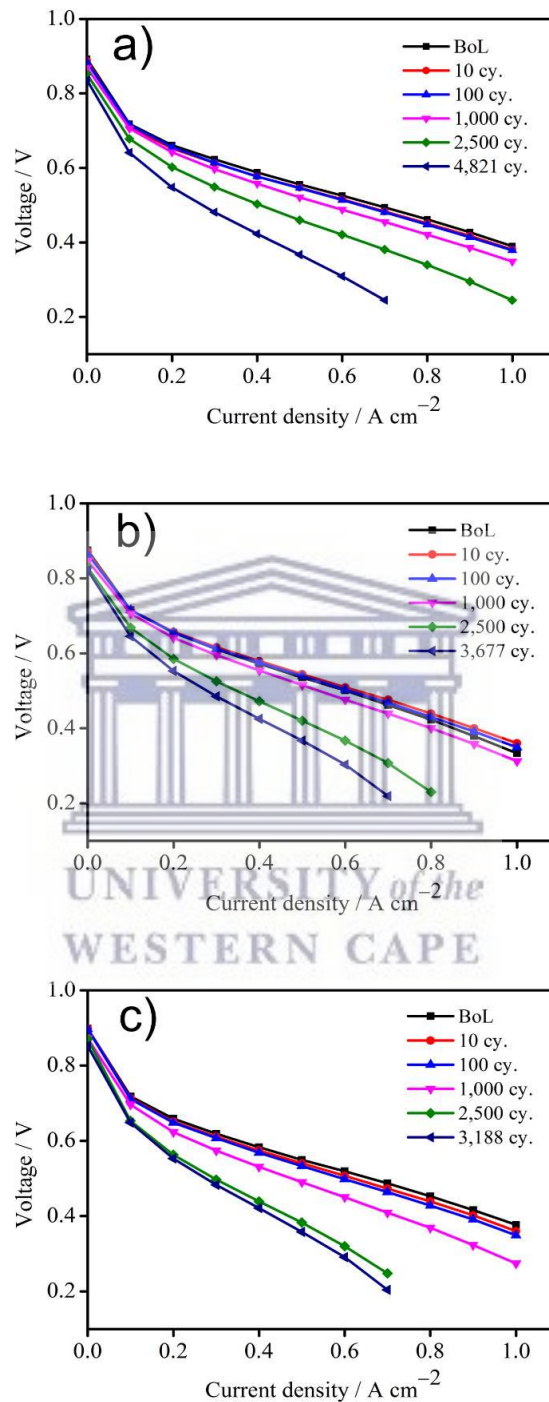 a)
BoL
10 cy.
100 cy.
1,000 cy.
2,500 cy.
4,821 cy.
1.0
0.8
0.6
0.4
0.2
Voltage / V
0.0 0.2 0.4 0.6 0.8 1.0
Current density / A cm⁻²
b)
BoL
10 cy.
100 cy.
1,000 cy.
2,500 cy.
3,677 cy.
1.0
0.8
0.6
0.4
0.2
Voltage / V
0.0 0.2 0.4 0.6 0.8 1.0
Current density / A cm⁻²
UNIVERSITY of the
WESTERN CAPE
c)
BoL
10 cy.
100 cy.
1,000 cy.
2,500 cy.
3,188 cy.
1.0
0.8
0.6
0.4
0.2
Voltage / V
0.0 0.2 0.4 0.6 0.8 1.0
Current density / A cm⁻²